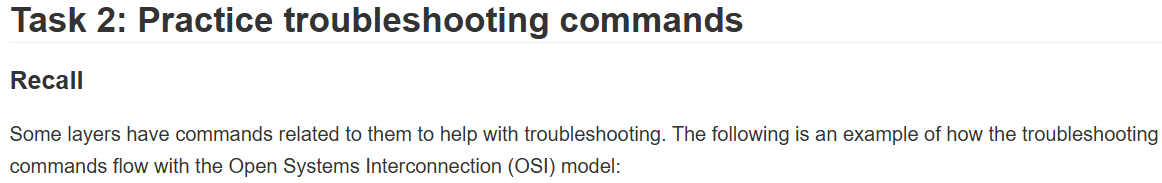 Task 2: Practice troubleshooting commands
Recall
Some layers have commands related to them to help with troubleshooting. The following is an example of how the troubleshooting
commands flow with the Open Systems Interconnection (OSI) model: